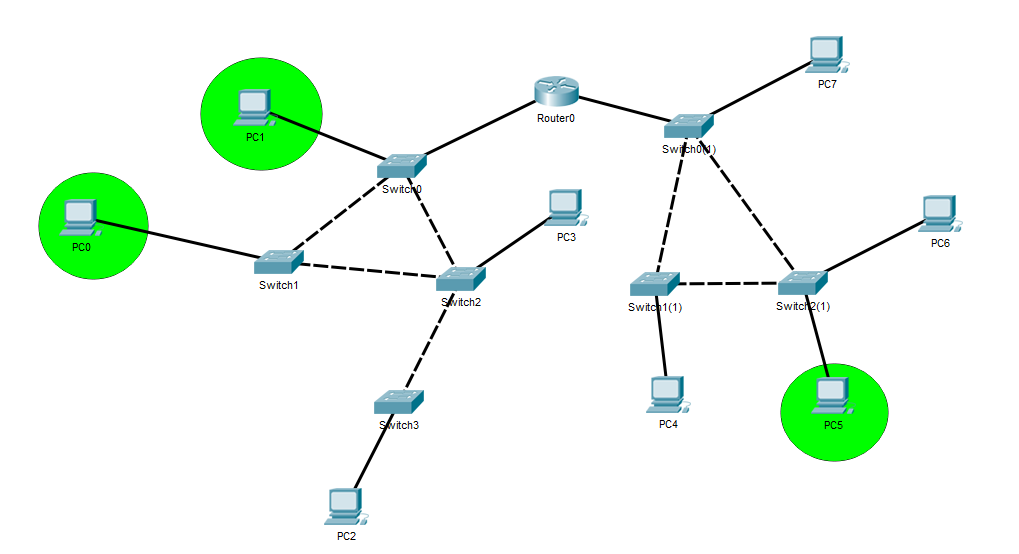 PC7
Router0
PC1
Switch0(1)
Switch0
PC3
PC6
PC0
Switch1
Switch2
Switch1(1)
Switch2(1)
Switch3
PC4
PC5
PC2